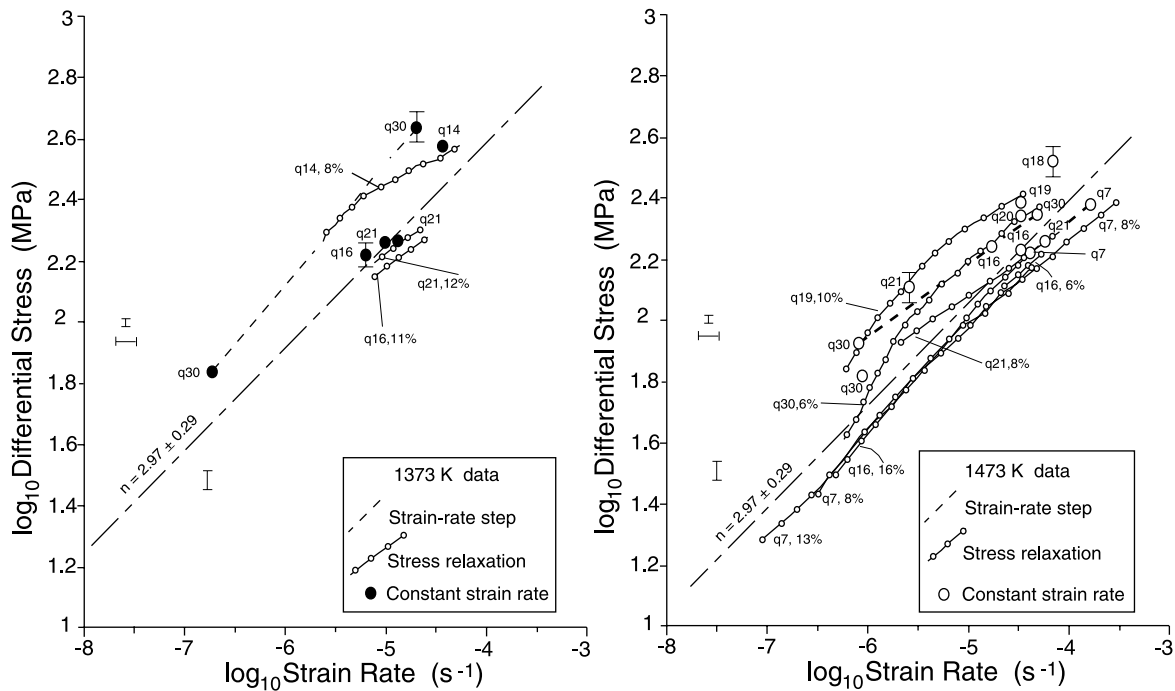 3
2.8
2.6
2.4
2.2
2
1.8
1.6
1.4
1.2
1
log10Differential Stress (MPa)
-8
-7
-6
-5
-4
-3
log10Strain Rate (s-1)
q30
q14
q14, 8%
q21
q21
q16
q21,12%
q16,11%
q30
n = 2.97 ± 0.29
1373 K data
Strain-rate step
Stress relaxation
Constant strain rate
3
2.8
2.6
2.4
2.2
2
1.8
1.6
1.4
1.2
1
log10Differential Stress (MPa)
-8
-7
-6
-5
-4
-3
log10Strain Rate (s-1)
q18
q19
q30
q7
q20
q7, 8%
q16
q21
q16
q7
q21
q16, 6%
q19,10%
q30
q21,8%
q30
q30,6%
q16, 16%
q7, 8%
q7, 13%
n = 2.97 ± 0.29
1473 K data
Strain-rate step
Stress relaxation
Constant strain rate